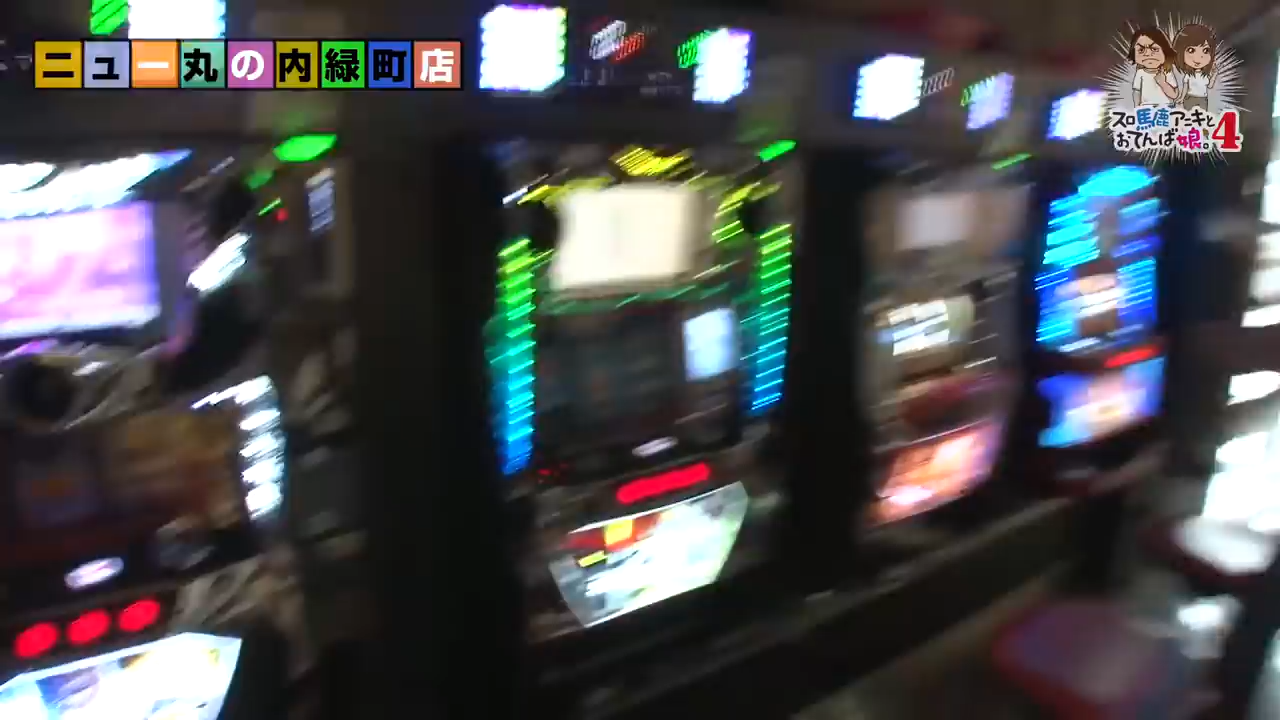 ニュー丸の内緑町店
スロ馬鹿アニキと
おてんば娘。4